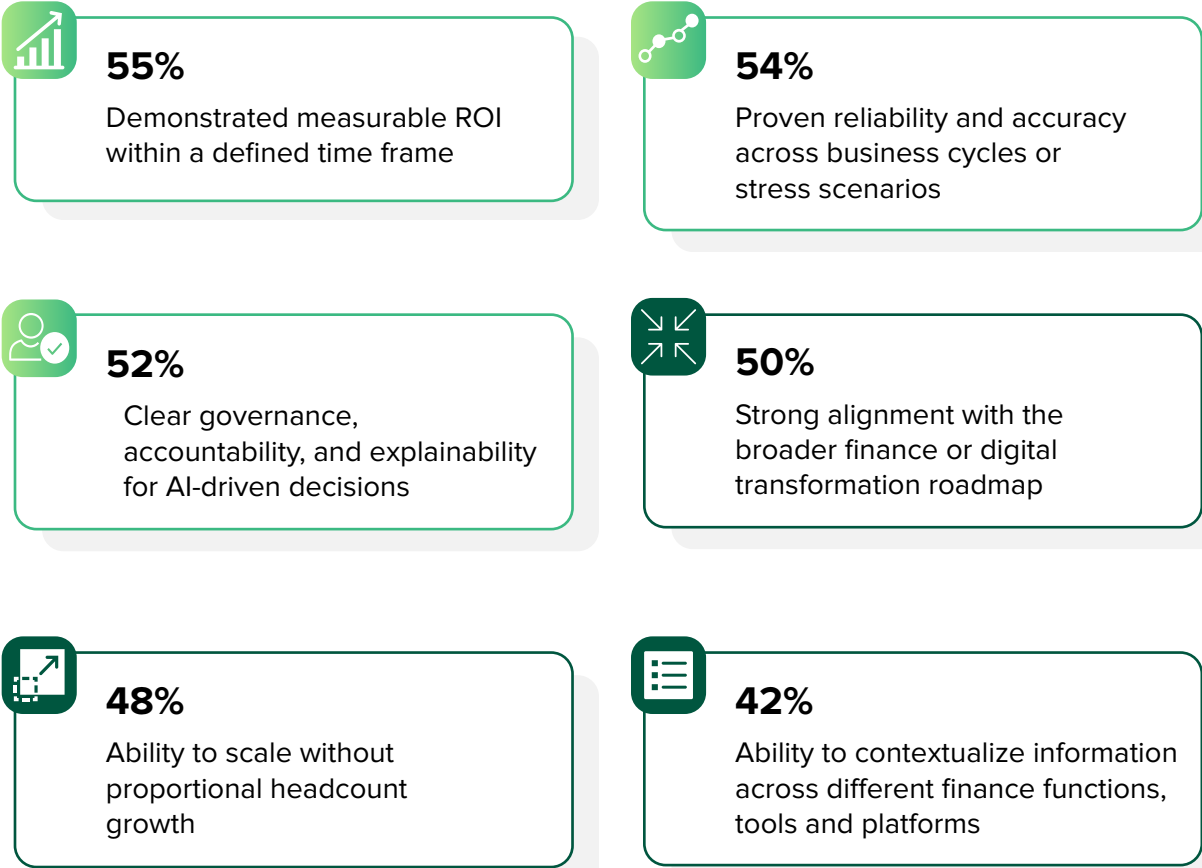 55%
Demonstrated measurable ROI
within a defined time frame
54%
Proven reliability and accuracy
across business cycles or
stress scenarios
52%
Clear governance,
accountability, and explainability
for AI-driven decisions
50%
Strong alignment with the
broader finance or digital
transformation roadmap
48%
Ability to scale without
proportional headcount
growth
42%
Ability to contextualize information
across different finance functions,
tools and platforms